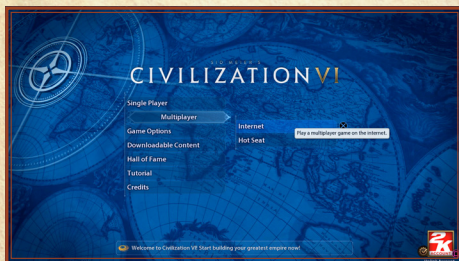 SID MEIER'S
CIVILIZATION VI
Single Player
Multiplayer
Game Options
Downloadable Content
Hall of Fame
Tutorial
Credits
Internet
Play a multiplayer game on the internet.
Hot Seat
Welcome to Civilization VI! Start building your greatest empire now!
2K